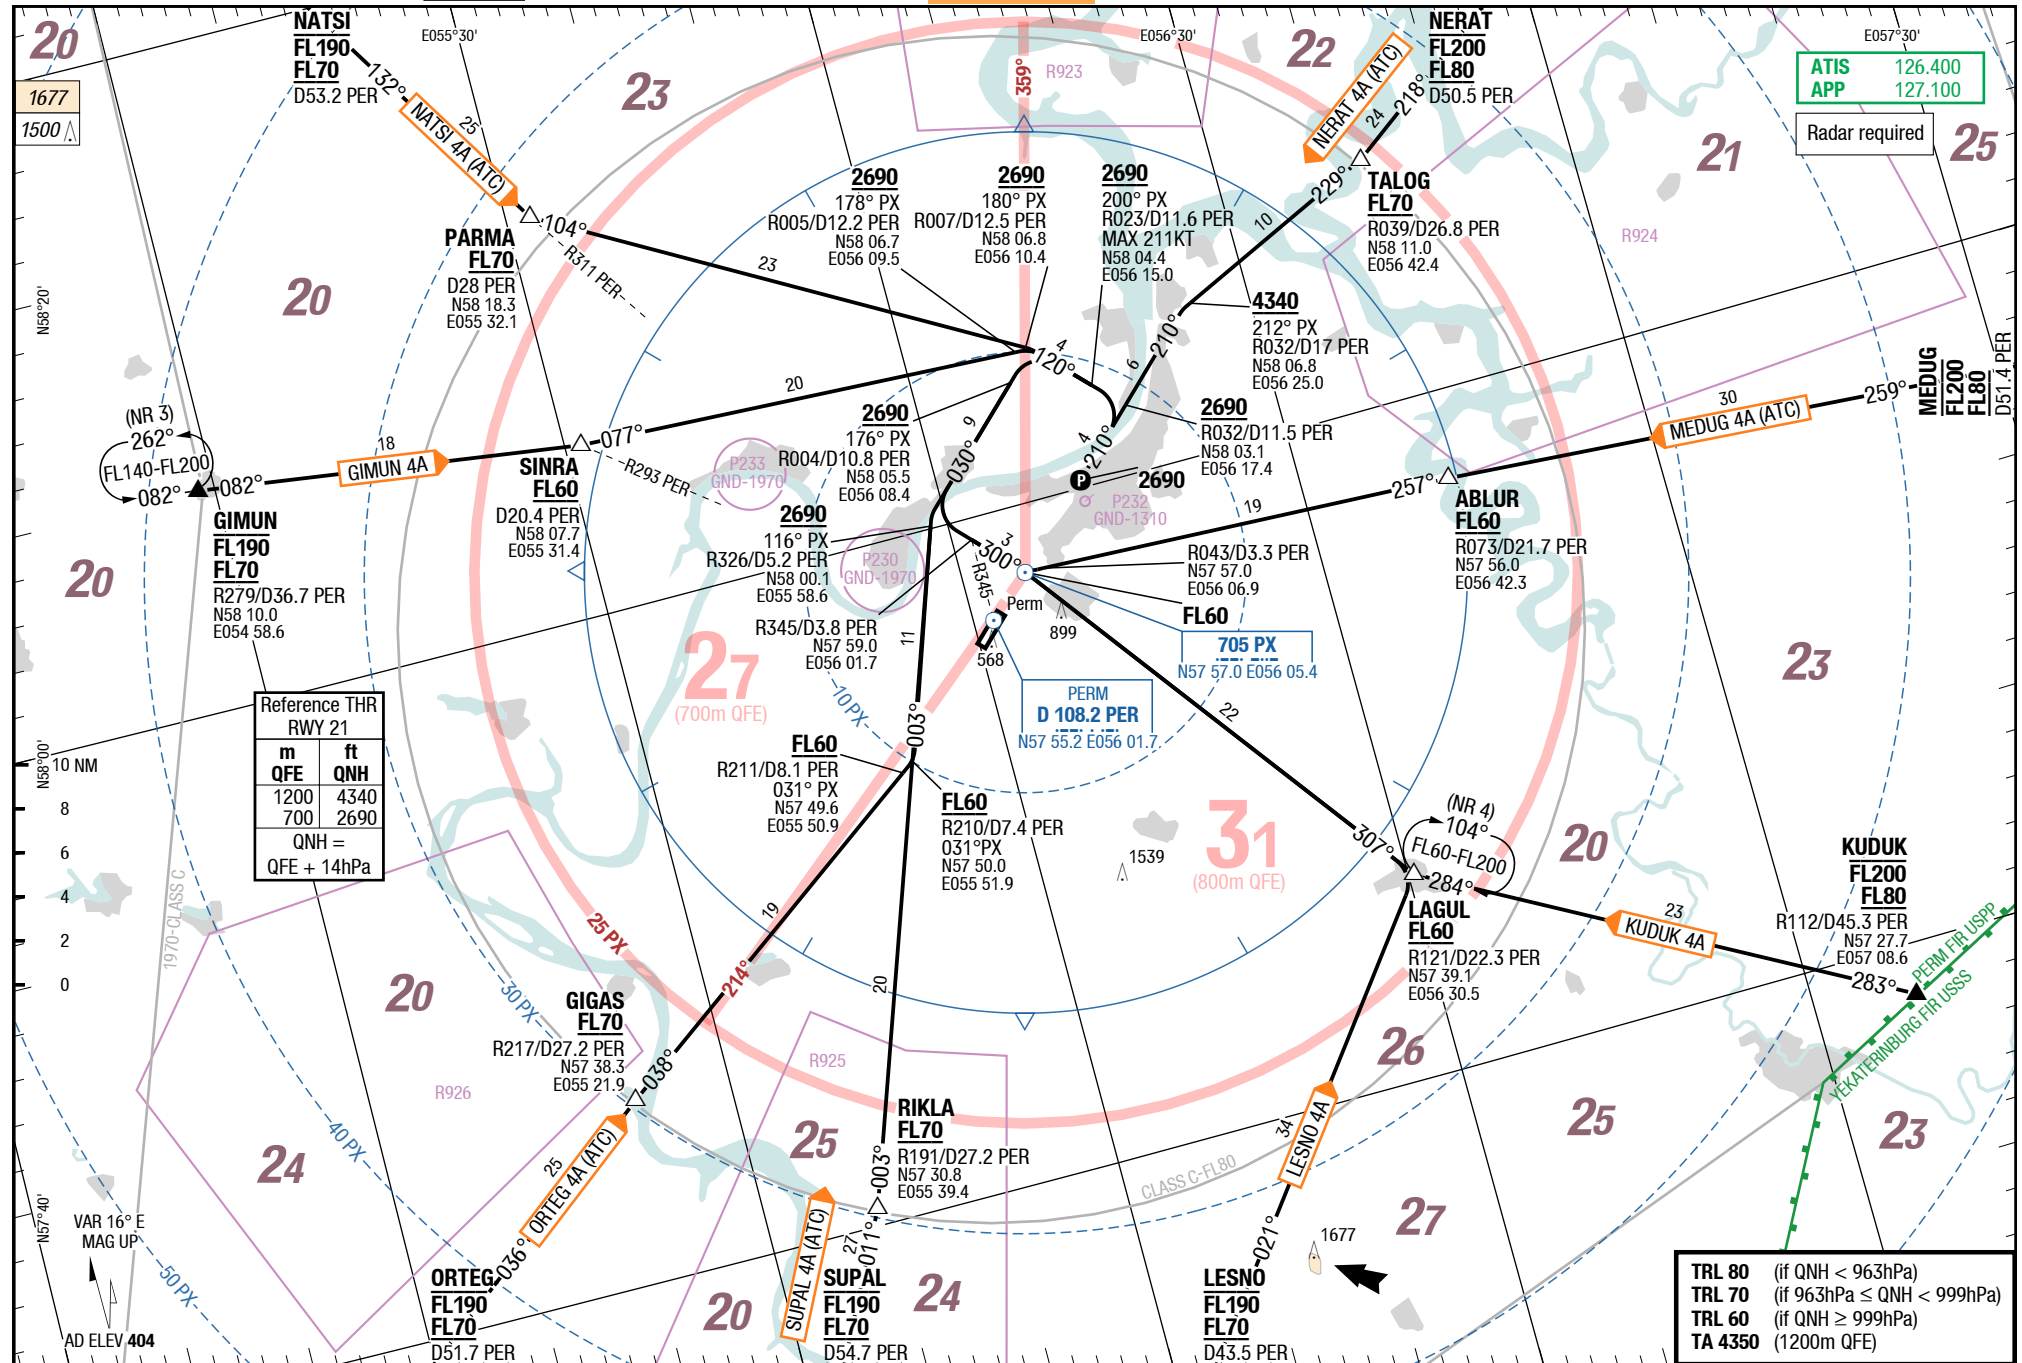 NATSI
FL190
FL70
D53.2 PER
132°
25
NATSI 4A (ATC)
E055°30'
E056°30'
E057°30'
20
1677
1500
23
359°
R923
22
NERAT
FL200
FL80
D50.5 PER
NERAT 4A (ATC)
24
218°
ATIS 126.400
APP 127.100
Radar required
21
25
PARMA
FL70
D28 PER
N58 18.3
E055 32.1
104°
R311 PER
23
2690
178° PX
R005/D12.2 PER
N58 06.7
E056 09.5
2690
180° PX
R007/D12.5 PER
N58 06.8
E056 10.4
2690
200° PX
R023/D11.6 PER
MAX 211KT
N58 04.4
E056 15.0
229°
10
TALOG
FL70
R039/D26.8 PER
N58 11.0
E056 42.4
R924
20
N58°20'
4340
212° PX
R032/D17 PER
N58 06.8
E056 25.0
210°
6
4
120°
MEDUG
FL200
FL80
D51.4 PER
259°
30
MEDUG 4A (ATC)
(NR 3)
262°
FL140-FL200
082°
082°
18
GIMUN 4A
GIMUN
FL190
FL70
R279/D36.7 PER
N58 10.0
E054 58.6
077°
20
SINRA
FL60
D20.4 PER
N58 07.7
E055 31.4
R293 PER
P233
GND-1970
2690
176° PX
R004/D10.8 PER
N58 05.5
E056 08.4
9
030°
2690
R032/D11.5 PER
N58 03.1
E056 17.4
4
210°
P
2690
P232
GND-1310
257°
19
ABLUR
FL60
R073/D21.7 PER
N57 56.0
E056 42.3
2690
116° PX
R326/D5.2 PER
N58 00.1
E055 58.6
P230
GND-1970
3
300°
R345
R043/D3.3 PER
N57 57.0
E056 06.9
FL60
705 PX
N57 57.0 E056 05.4
Perm
899
568
R345/D3.8 PER
N57 59.0
E056 01.7
11
20
27
(700m QFE)
10 PX
PERM
D 108.2 PER
N57 55.2 E056 01.7
22
23
Reference THR
RWY 21
m ft
QFE QNH
1200 4340
700 2690
QNH =
QFE + 14hPa
N58°00'
10 NM
8
6
4
2
0
003°
FL60
R211/D8.1 PER
031° PX
N57 49.6
E055 50.9
FL60
R210/D7.4 PER
031°PX
N57 50.0
E055 51.9
1539
31
(800m QFE)
307°
(NR 4)
104°
FL60-FL200
284°
20
LAGUL
FL60
R121/D22.3 PER
N57 39.1
E056 30.5
23
KUDUK 4A
KUDUK
FL200
FL80
R112/D45.3 PER
N57 27.7
E057 08.6
283°
PERM FIR USPP
YEKATERINBURG FIR USSS
1970-CLASS C
19
25 PX
214°
20
30 PX
20
GIGAS
FL70
R217/D27.2 PER
N57 38.3
E055 21.9
038°
R926
R925
26
25
23
40 PX
24
25
ORTEG 4A (ATC)
036°
25
RIKLA
FL70
R191/D27.2 PER
N57 30.8
E055 39.4
003°
CLASS C-FL80
34
LESNO 4A
021°
27
1677
N57°40'
VAR 16° E
MAG UP
AD ELEV 404
50 PX
ORTEG
FL190
FL70
D51.7 PER
20
SUPAL 4A (ATC)
27
011°
SUPAL
FL190
FL70
D54.7 PER
24
LESNO
FL190
FL70
D43.5 PER
TRL 80 (if QNH < 963hPa)
TRL 70 (if 963hPa ≤ QNH < 999hPa)
TRL 60 (if QNH ≥ 999hPa)
TA 4350 (1200m QFE)